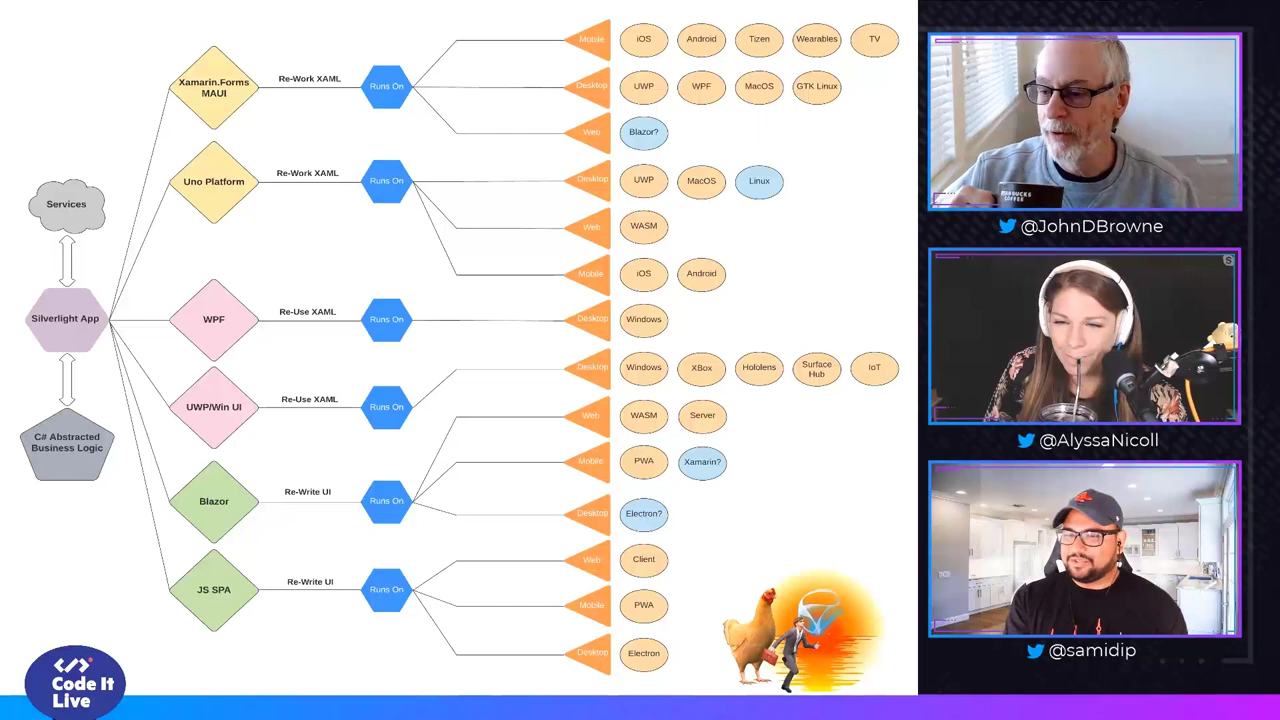 Services
Silverlight App
C# Abstracted
Business Logic
Xamarin.Forms
MAUI
Re-Work XAML
Runs On
Mobile
iOS
Android
Tizen
Wearables
TV
Desktop
UWP
WPF
MacOS
GTK Linux
Web
Blazor?
Uno Platform
Re-Work XAML
Runs On
Desktop
UWP
MacOS
Linux
Web
WASM
Mobile
iOS
Android
WPF
Re-Use XAML
Runs On
Desktop
Windows
UWP/Win UI
Re-Use XAML
Runs On
Desktop
Windows
XBox
Hololens
Surface
Hub
IoT
Blazor
Re-Write UI
Runs On
Web
WASM
Server
Mobile
PWA
Xamarin?
Desktop
Electron?
JS SPA
Re-Write UI
Runs On
Web
Client
Mobile
PWA
Desktop
Electron
Code It
Live
STARBUCKS
COFFEE
@JohnDBrowne
@AlyssaNicoll
@samidip